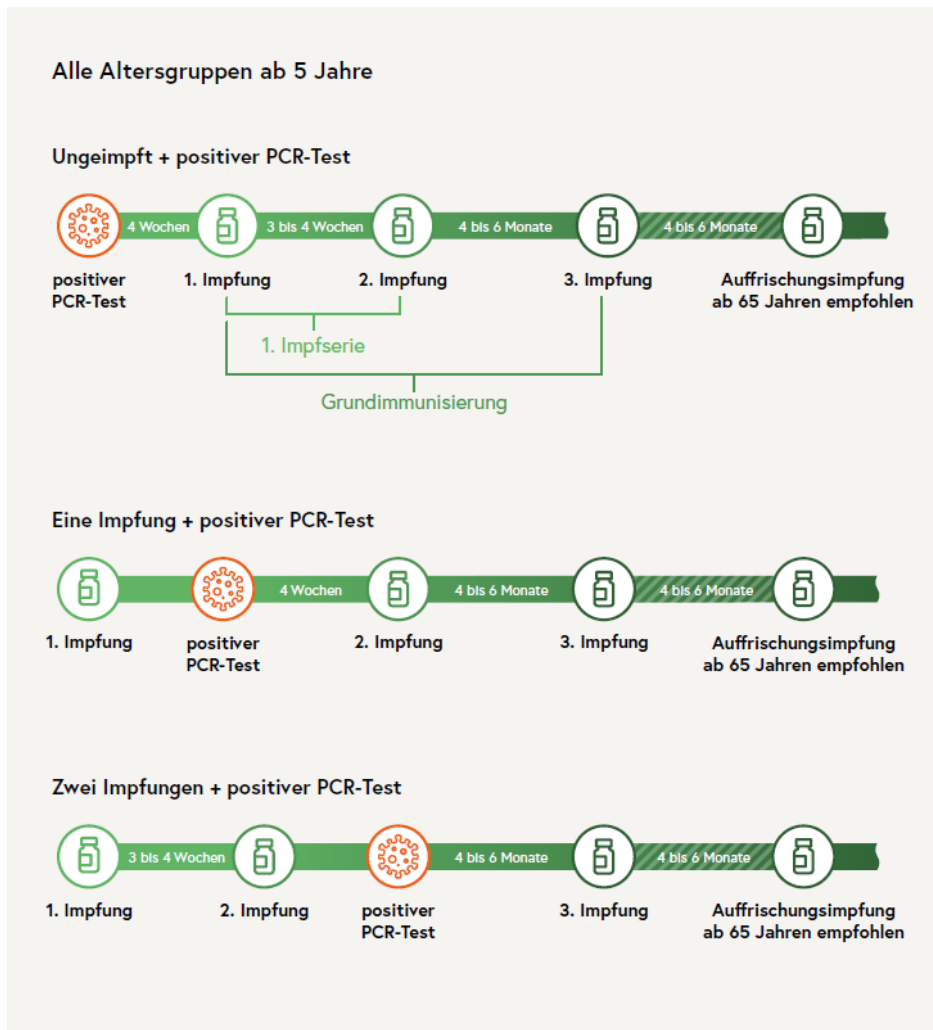 Alle Altersgruppen ab 5 Jahre
Ungeimpft + positiver PCR-Test
4 Wochen 3 bis 4 Wochen 4 bis 6 Monate 4 bis 6 Monate
positiver 1. Impfung 2. Impfung 3. Impfung Auffrischungsimpfung
PCR-Test ab 65 Jahren empfohlen
1. Impfserie
Grundimmunisierung
Eine Impfung + positiver PCR-Test
4 Wochen 4 bis 6 Monate 4 bis 6 Monate
1. Impfung positiver 2. Impfung 3. Impfung Auffrischungsimpfung
PCR-Test ab 65 Jahren empfohlen
Zwei Impfungen + positiver PCR-Test
3 bis 4 Wochen 4 bis 6 Monate 4 bis 6 Monate
1. Impfung 2. Impfung positiver 3. Impfung Auffrischungsimpfung
PCR-Test ab 65 Jahren empfohlen